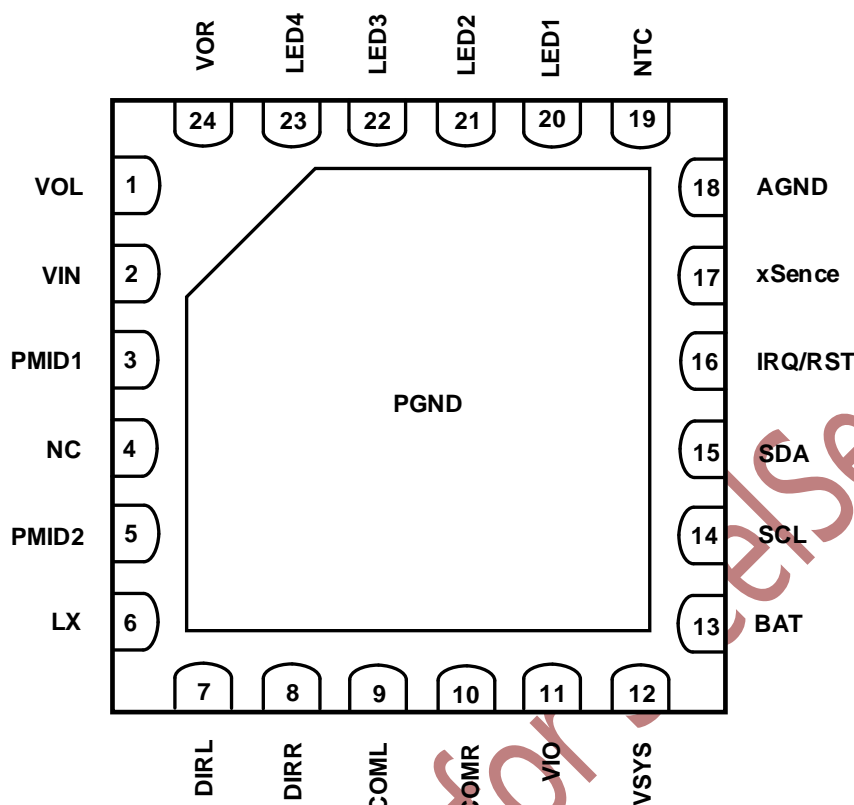 VOR LED4 LED3 LED2 LED1 NTC
24 23 22 21 20 19
VOL 1 18 AGND
VIN 2 17 xSence
PMID1 3 16 IRQ/RST
PGND
NC 4 15 SDA
PMID2 5 14 SCL
LX 6 13 BAT
7 8 9 10 11 12
DIRL DIRR COML COMR VIO VSYS
for